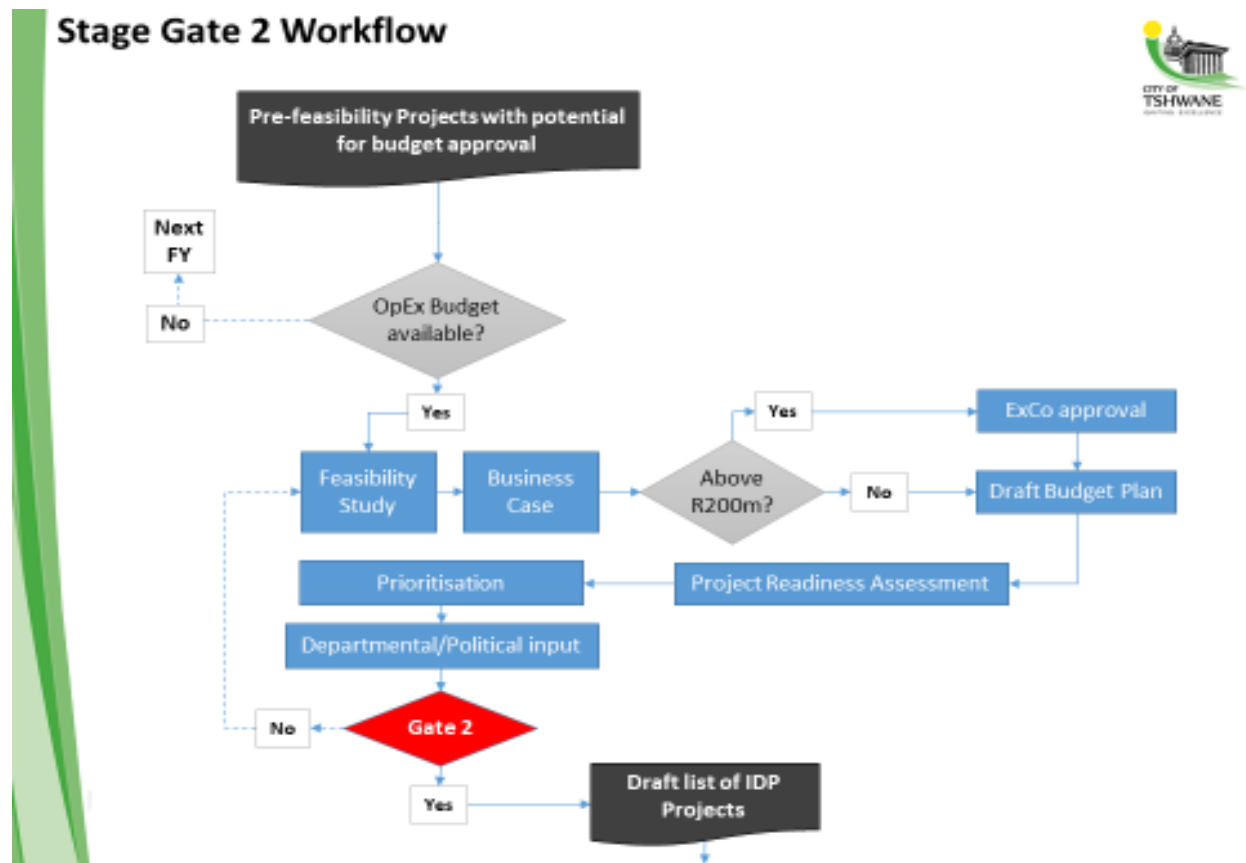 Stage Gate 2 Workflow
CITY OF
TSHWANE
IGNITING EXCELLENCE
Pre-feasibility Projects with potential
for budget approval
Next
FY
No
OpEx Budget
available?
Yes
Yes
ExCo approval
Feasibility
Study
Business
Case
Above
R200m?
No
Draft Budget Plan
Prioritisation
Project Readiness Assessment
Departmental/Political input
No
Gate 2
Yes
Draft list of IDP
Projects